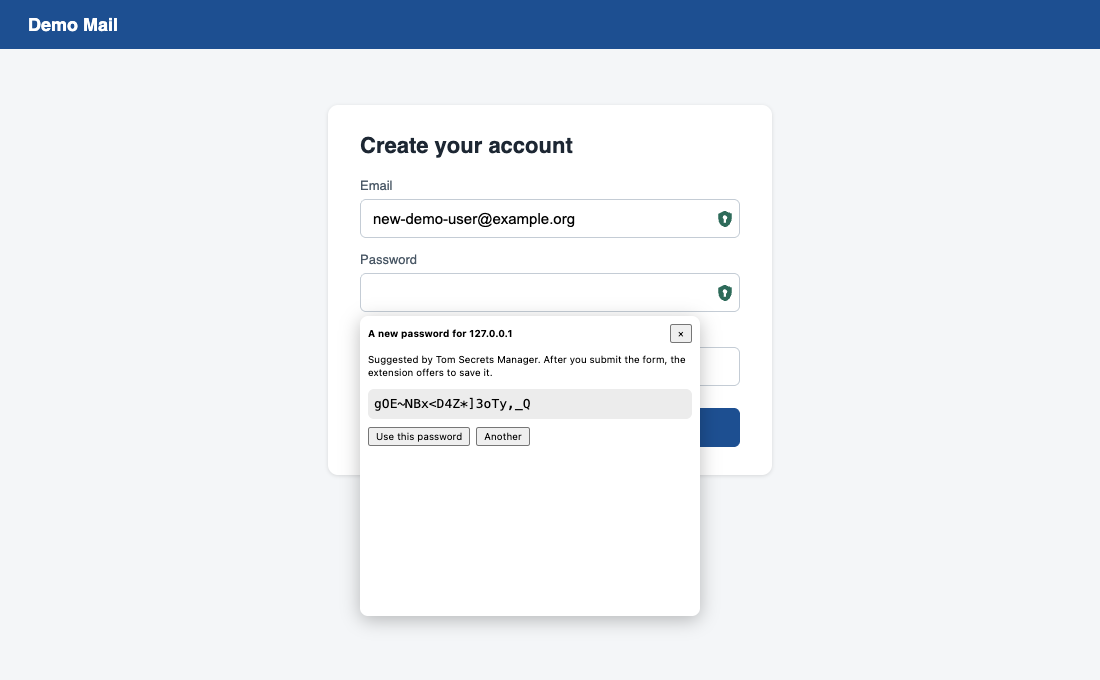 Demo Mail
Create your account
Email
new-demo-user@example.org
Password
A new password for 127.0.0.1
×
Suggested by Tom Secrets Manager. After you submit the form, the
extension offers to save it.
gOE~NBx<D4Z*]3oTy,_Q
Use this password
Another